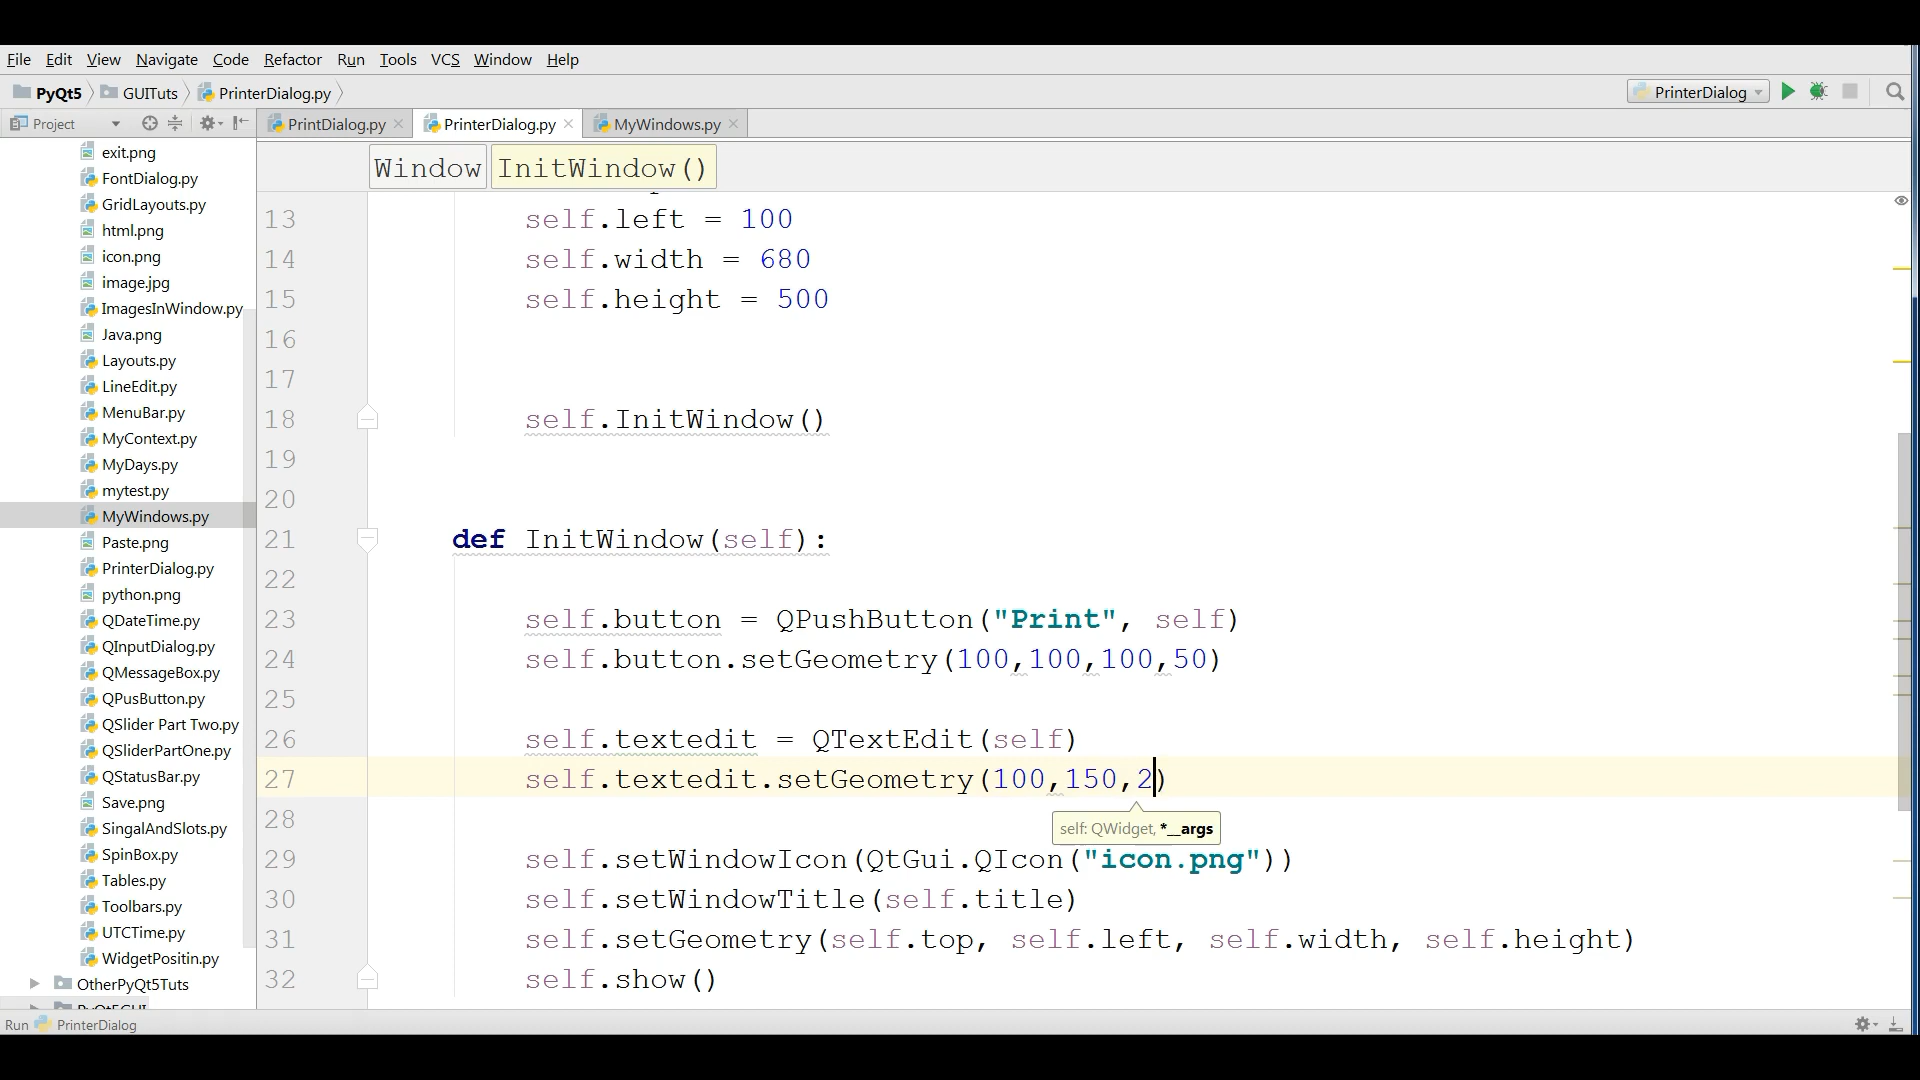 File Edit View Navigate Code Refactor Run Tools VCS Window Help
PyQt5 GUITuts PrinterDialog.py PrinterDialog
Project PrintDialog.py PrinterDialog.py MyWindows.py
Window InitWindow()
exit.png
FontDialog.py
GridLayouts.py
html.png
icon.png
image.jpg
ImagesInWindow.py
Java.png
Layouts.py
LineEdit.py
MenuBar.py
MyContext.py
MyDays.py
mytest.py
MyWindows.py
Paste.png
PrinterDialog.py
python.png
QDateTime.py
QInputDialog.py
QMessageBox.py
QPusButton.py
QSlider Part Two.py
QSliderPartOne.py
QStatusBar.py
Save.png
SingalAndSlots.py
SpinBox.py
Tables.py
Toolbars.py
UTCTime.py
WidgetPositin.py
OtherPyQt5Tuts
13 self.left = 100
14 self.width = 680
15 self.height = 500
16
17
18 self.InitWindow()
19
20
21 def InitWindow(self):
22
23 self.button = QPushButton("Print", self)
24 self.button.setGeometry(100,100,100,50)
25
26 self.textedit = QTextEdit(self)
27 self.textedit.setGeometry(100,150,2)
28
self: QWidget, *__args
29 self.setWindowIcon(QtGui.QIcon("icon.png"))
30 self.setWindowTitle(self.title)
31 self.setGeometry(self.top, self.left, self.width, self.height)
32 self.show()
Run PrinterDialog